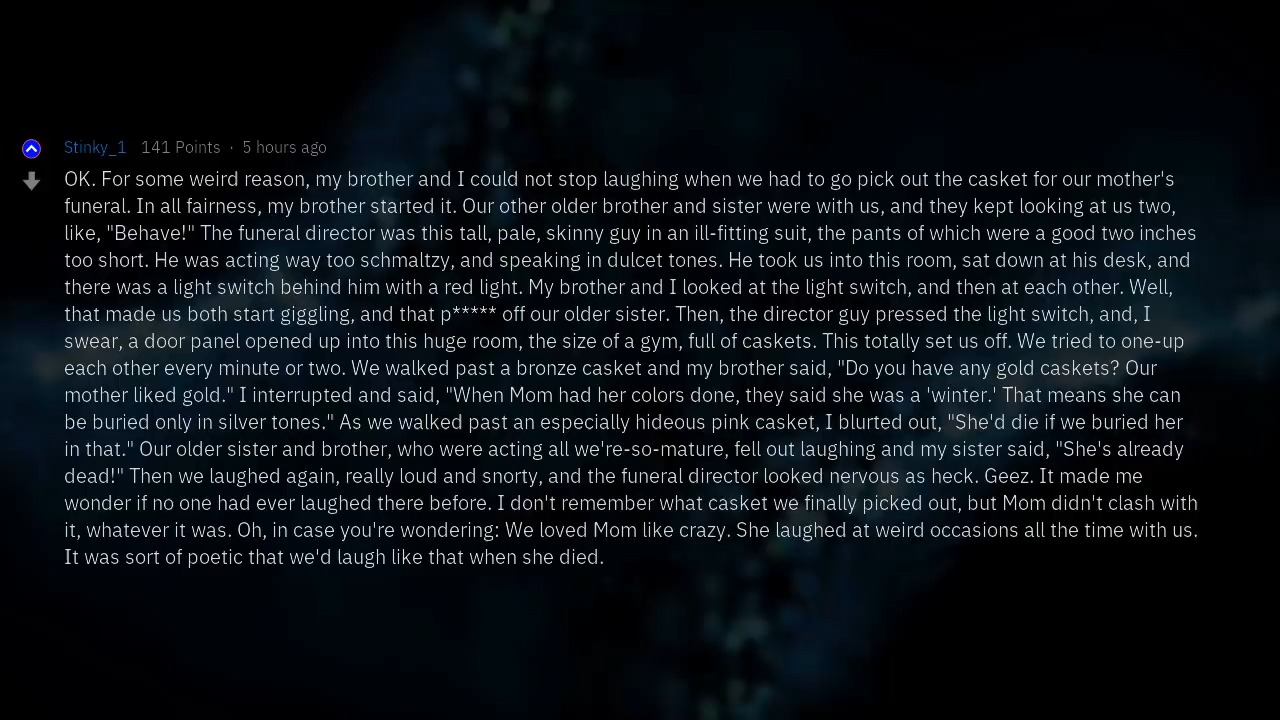 Stinky_1 141 Points · 5 hours ago
OK. For some weird reason, my brother and I could not stop laughing when we had to go pick out the casket for our mother's
funeral. In all fairness, my brother started it. Our other older brother and sister were with us, and they kept looking at us two,
like, "Behave!" The funeral director was this tall, pale, skinny guy in an ill-fitting suit, the pants of which were a good two inches
too short. He was acting way too schmaltzy, and speaking in dulcet tones. He took us into this room, sat down at his desk, and
there was a light switch behind him with a red light. My brother and I looked at the light switch, and then at each other. Well,
that made us both start giggling, and that p***** off our older sister. Then, the director guy pressed the light switch, and, I
swear, a door panel opened up into this huge room, the size of a gym, full of caskets. This totally set us off. We tried to one-up
each other every minute or two. We walked past a bronze casket and my brother said, "Do you have any gold caskets? Our
mother liked gold." I interrupted and said, "When Mom had her colors done, they said she was a 'winter.' That means she can
be buried only in silver tones." As we walked past an especially hideous pink casket, I blurted out, "She'd die if we buried her
in that." Our older sister and brother, who were acting all we're-so-mature, fell out laughing and my sister said, "She's already
dead!" Then we laughed again, really loud and snorty, and the funeral director looked nervous as heck. Geez. It made me
wonder if no one had ever laughed there before. I don't remember what casket we finally picked out, but Mom didn't clash with
it, whatever it was. Oh, in case you're wondering: We loved Mom like crazy. She laughed at weird occasions all the time with us.
It was sort of poetic that we'd laugh like that when she died.